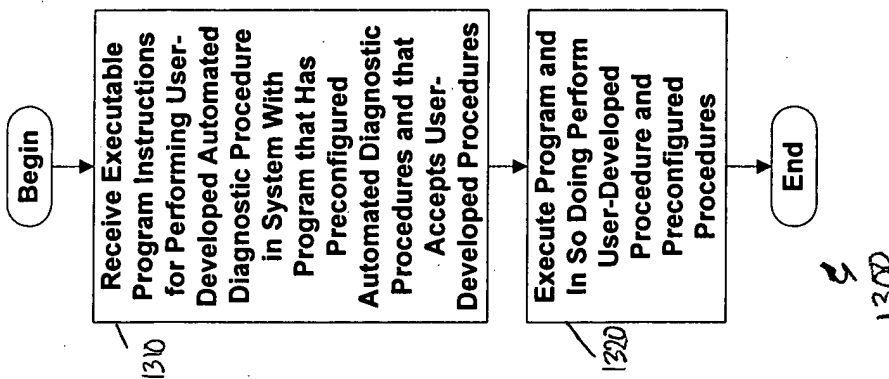 Begin
Receive Executable
Program Instructions
for Performing User-
Developed Automated
Diagnostic Procedure
in System With
Program that Has
Preconfigured
Automated Diagnostic
Procedures and that
Accepts User-
Developed Procedures
1310
Execute Program and
In So Doing Perform
User-Developed
Procedure and
Preconfigured
Procedures
1320
End
1300